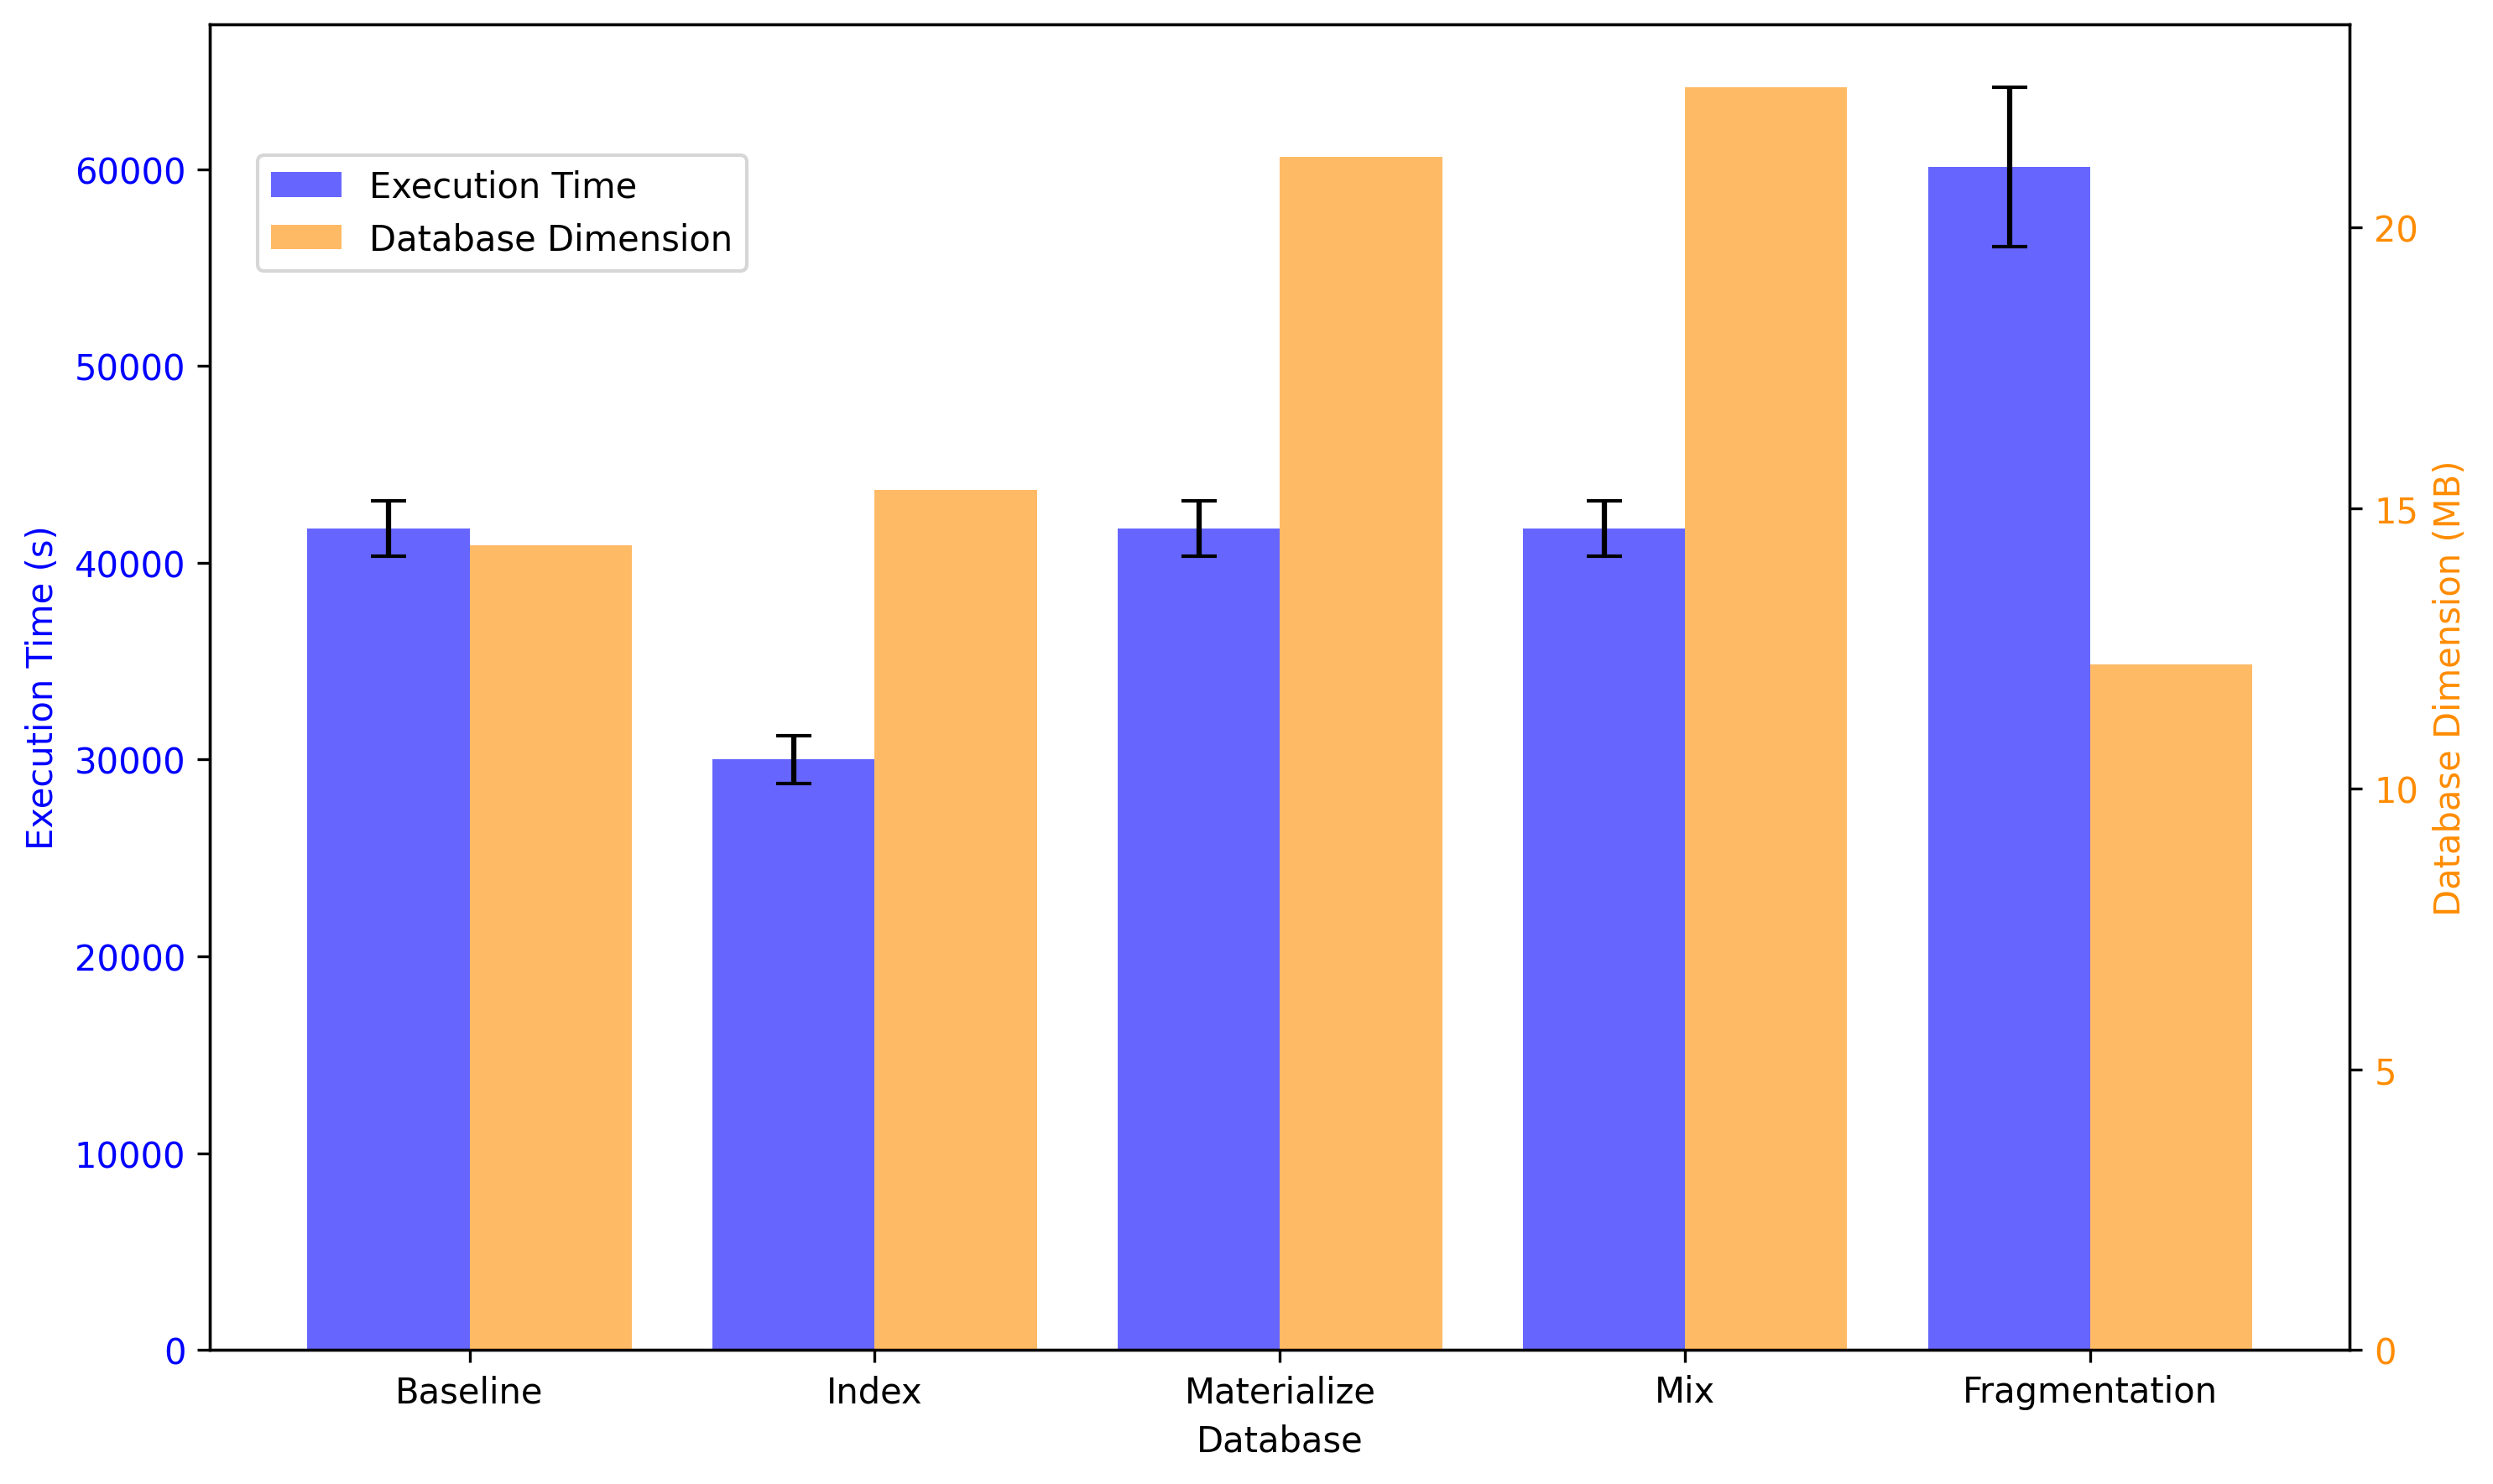 Execution Time
Database Dimension
60000
50000
40000
30000
20000
10000
0
Execution Time (s)
20
15
10
5
0
Database Dimension (MB)
Baseline Index Materialize Mix Fragmentation
Database